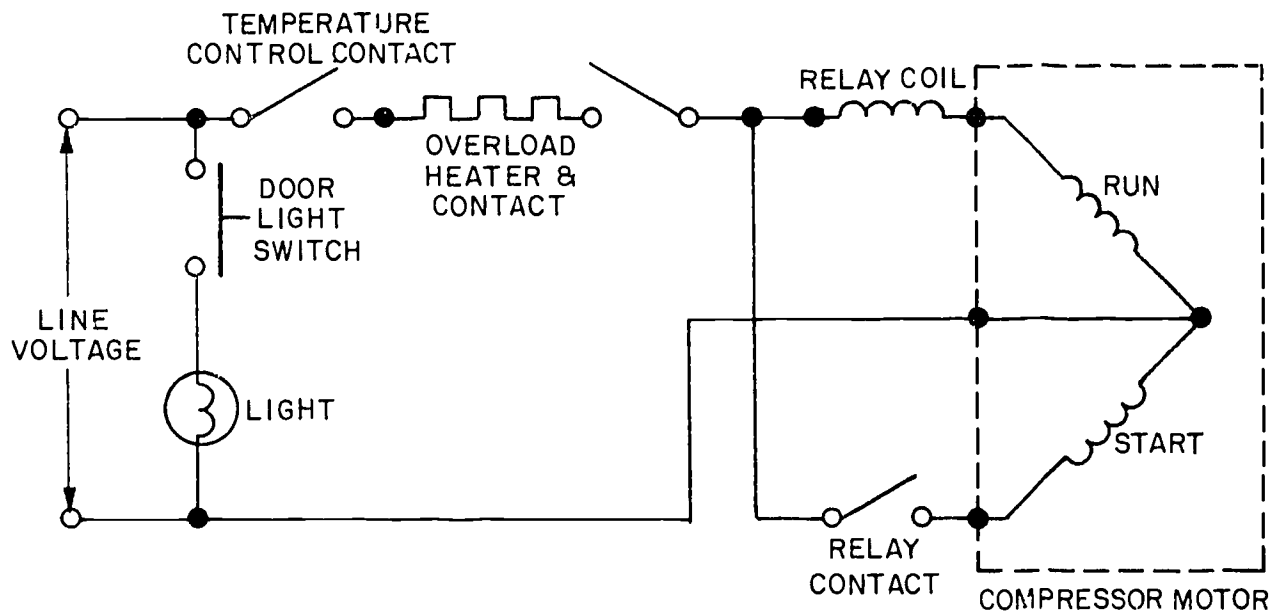 TEMPERATURE
CONTROL CONTACT
RELAY COIL
OVERLOAD
HEATER &
CONTACT
DOOR
LIGHT
SWITCH
RUN
LINE
VOLTAGE
LIGHT
START
RELAY
CONTACT
COMPRESSOR MOTOR